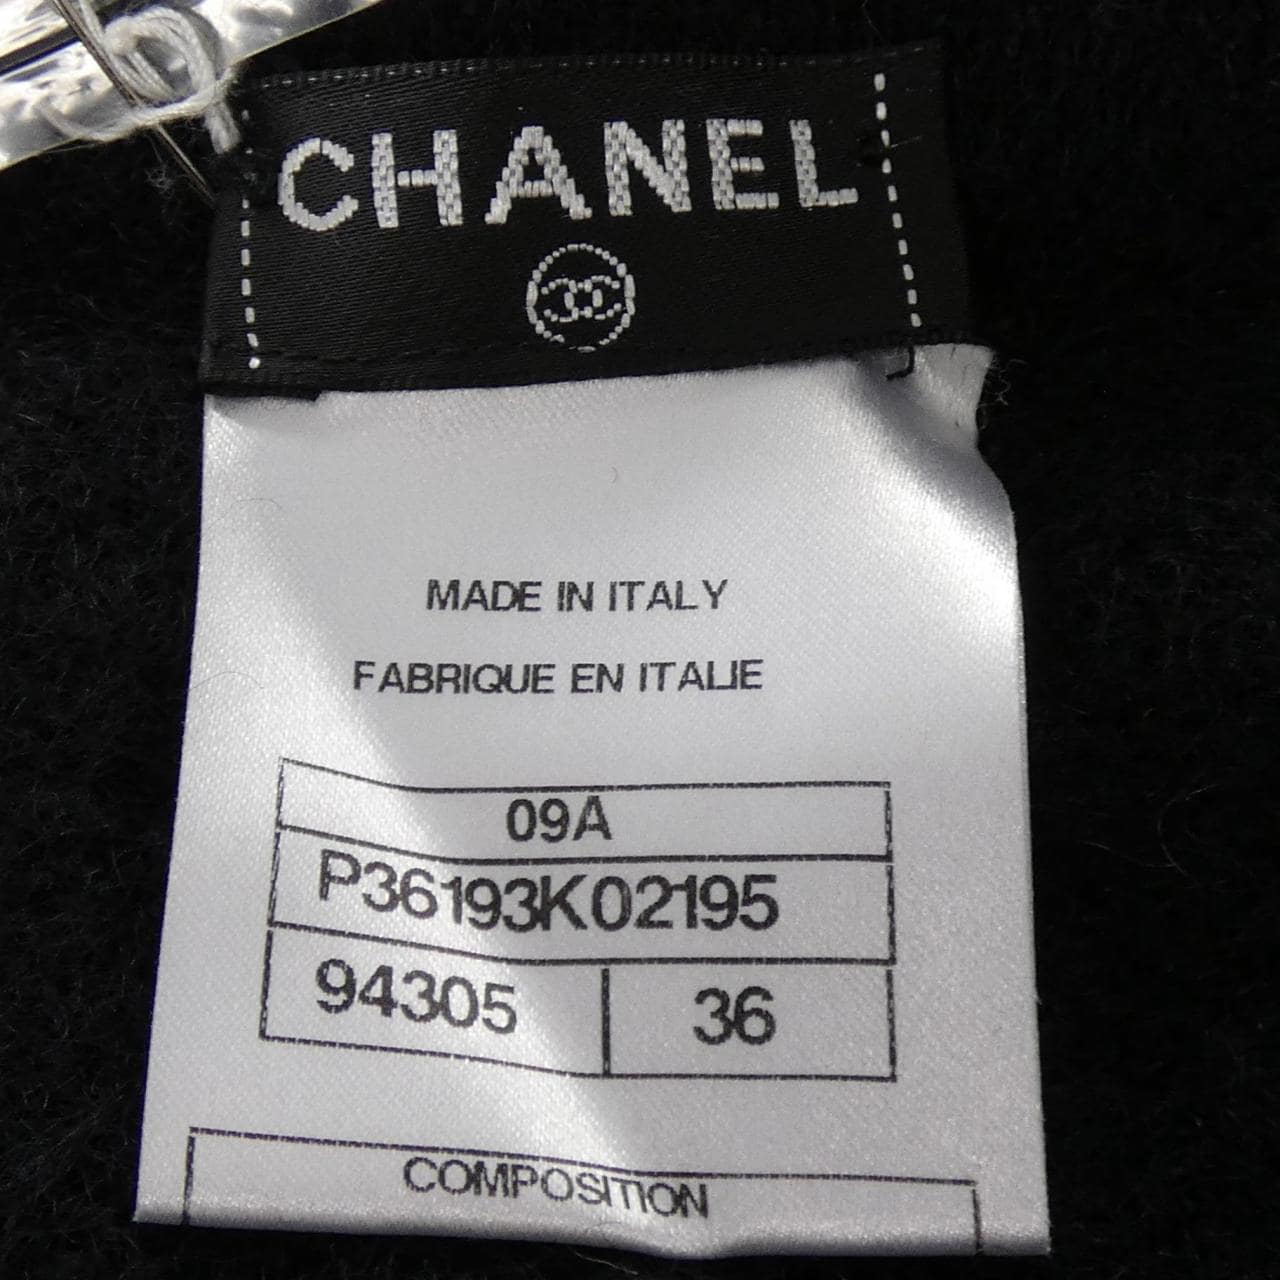 CHANEL
MADE IN ITALY
FABRIQUE EN ITALIE
09A
P36193K02195
94305 36
COMPOSITION